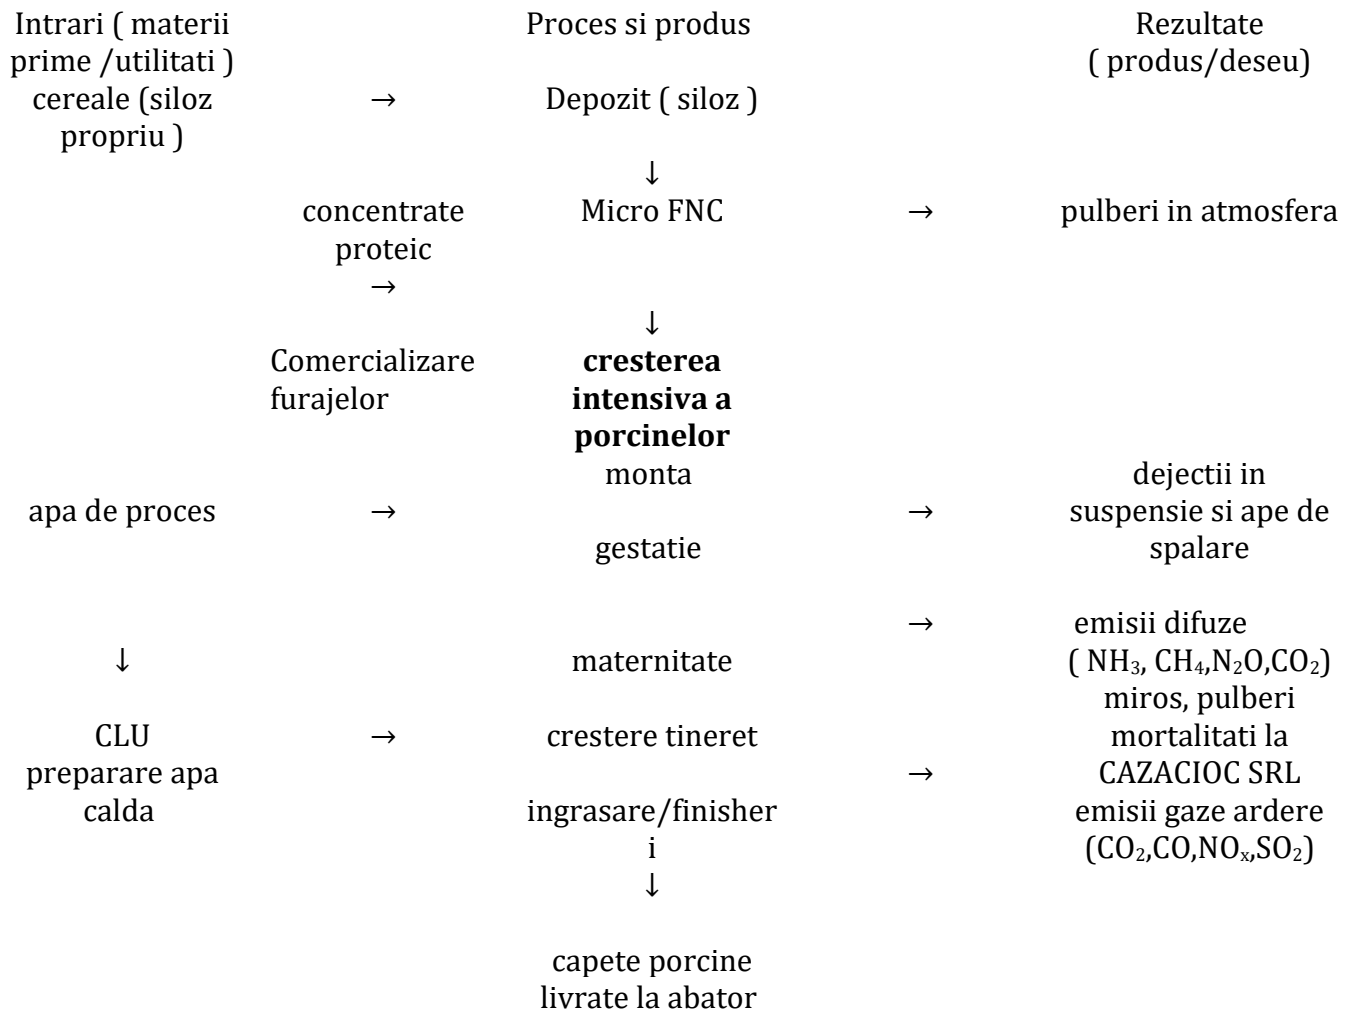 Intrari ( materii
prime /utilitati )
Proces si produs
Rezultate
( produs/deseu)
cereale (siloz
propriu )
→
Depozit ( siloz )
↓
concentrate
proteic
→
Micro FNC
→
pulberi in atmosfera
↓
Comercializare
furajelor
cresterea
intensiva a
porcinelor
monta
apa de proces
→
→
dejectii in
suspensie si ape de
spalare
gestatie
→
emisii difuze
( NH₃, CH₄,N₂O,CO₂)
miros, pulberi
↓
maternitate
CLU
preparare apa
calda
→
crestere tineret
→
mortalitati la
CAZACIOC SRL
ingrasare/finisher
i
emisii gaze ardere
(CO₂,CO,NOₓ,SO₂)
↓
capete porcine
livrate la abator